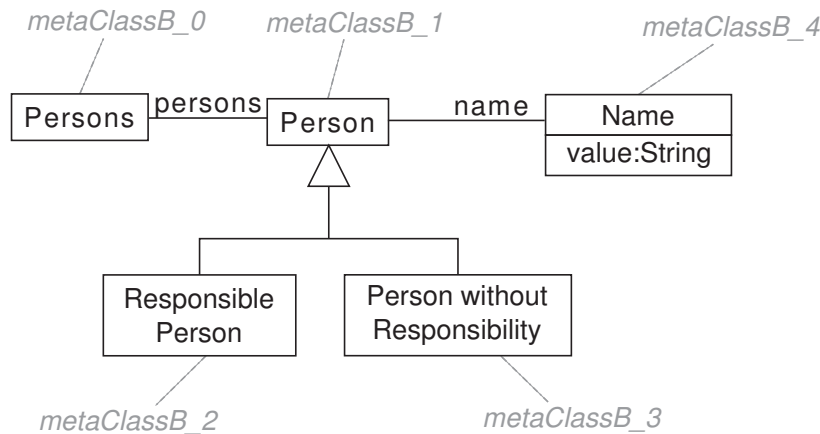 metaClassB_0
metaClassB_1
metaClassB_4
Persons
persons
Person
name
Name
value:String
Responsible
Person
Person without
Responsibility
metaClassB_2
metaClassB_3